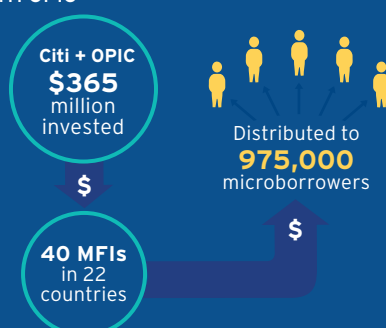 Citi + OPIC
$365
million
invested
$
40 MFIs
in 22
countries
$
Distributed to
975,000
microborrowers